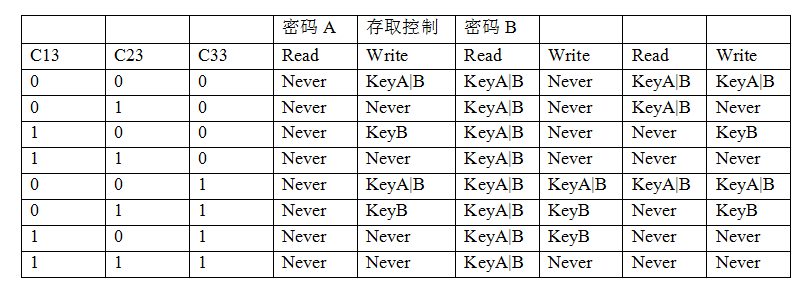 密码 A 存取控制 密码 B
C13 C23 C33 Read Write Read Write Read Write
0 0 0 Never KeyA|B KeyA|B Never KeyA|B KeyA|B
0 1 0 Never Never KeyA|B Never KeyA|B Never
1 0 0 Never KeyB KeyA|B Never Never KeyB
1 1 0 Never Never KeyA|B Never Never Never
0 0 1 Never KeyA|B KeyA|B KeyA|B KeyA|B KeyA|B
0 1 1 Never KeyB KeyA|B KeyB Never KeyB
1 0 1 Never Never KeyA|B KeyB Never Never
1 1 1 Never Never KeyA|B Never Never Never